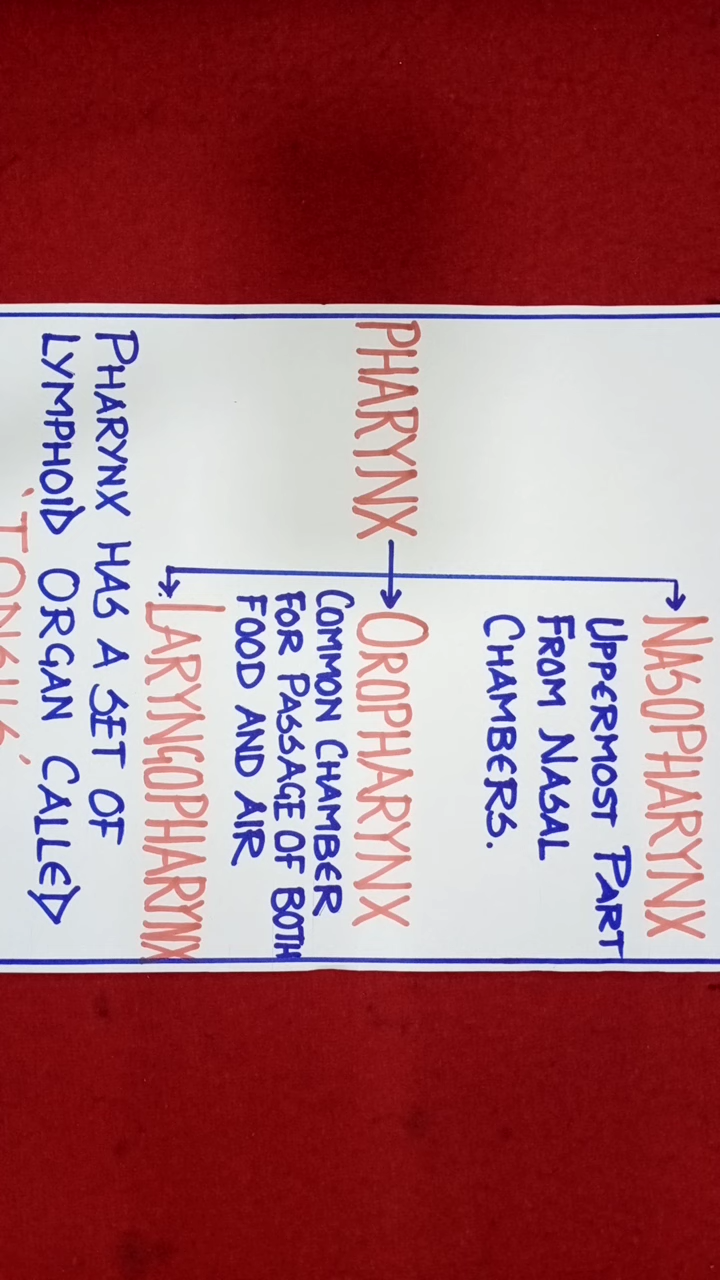 NASOPHARYNX
UPPERMOST PART
FROM NASAL
CHAMBERS.
PHARYNX
OROPHARYNX
COMMON CHAMBER
FOR PASSAGE OF BOTH
FOOD AND AIR
LARYNGOPHARYNX
PHARYNX HAS A SET OF
LYMPHOID ORGAN CALLED